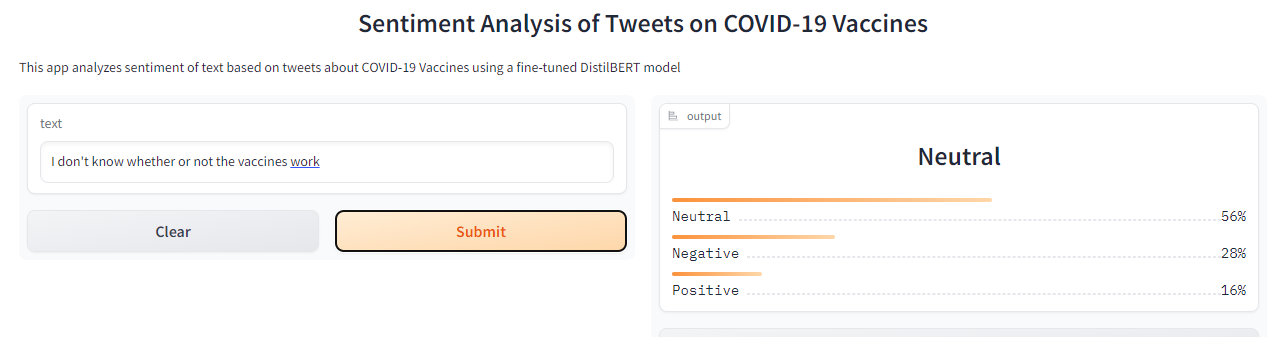 Sentiment Analysis of Tweets on COVID-19 Vaccines
This app analyzes sentiment of text based on tweets about COVID-19 Vaccines using a fine-tuned DistilBERT model
text
I don't know whether or not the vaccines work
Clear
Submit
output
Neutral
Neutral 56%
Negative 28%
Positive 16%